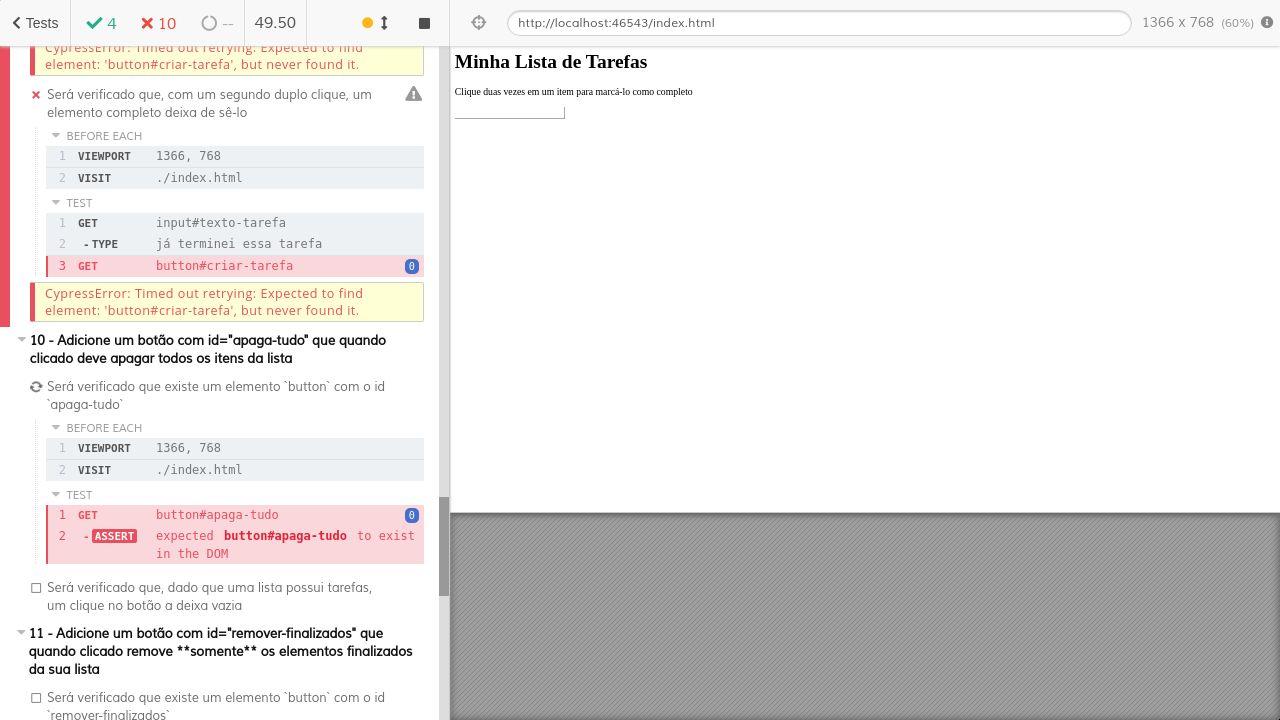 Tests
4
10
--
49.50
http://localhost:46543/index.html
1366 x 768 (60%)
CypressError: Timed out retrying: Expected to find
element: 'button#criar-tarefa', but never found it.
Será verificado que, com um segundo duplo clique, um
elemento completo deixa de sê-lo
BEFORE EACH
1 VIEWPORT 1366, 768
2 VISIT ./index.html
TEST
1 GET input#texto-tarefa
2 -TYPE já terminei essa tarefa
3 GET button#criar-tarefa 0
CypressError: Timed out retrying: Expected to find
element: 'button#criar-tarefa', but never found it.
10 - Adicione um botão com id="apaga-tudo" que quando
clicado deve apagar todos os itens da lista
Será verificado que existe um elemento `button` com o id
`apaga-tudo`
BEFORE EACH
1 VIEWPORT 1366, 768
2 VISIT ./index.html
TEST
1 GET button#apaga-tudo 0
2 -ASSERT expected button#apaga-tudo to exist
in the DOM
Será verificado que, dado que uma lista possui tarefas,
um clique no botão a deixa vazia
11 - Adicione um botão com id="remover-finalizados" que
quando clicado remove **somente** os elementos finalizados
da sua lista
Será verificado que existe um elemento `button` com o id
`remover-finalizados`
Minha Lista de Tarefas
Clique duas vezes em um item para marcá-lo como completo